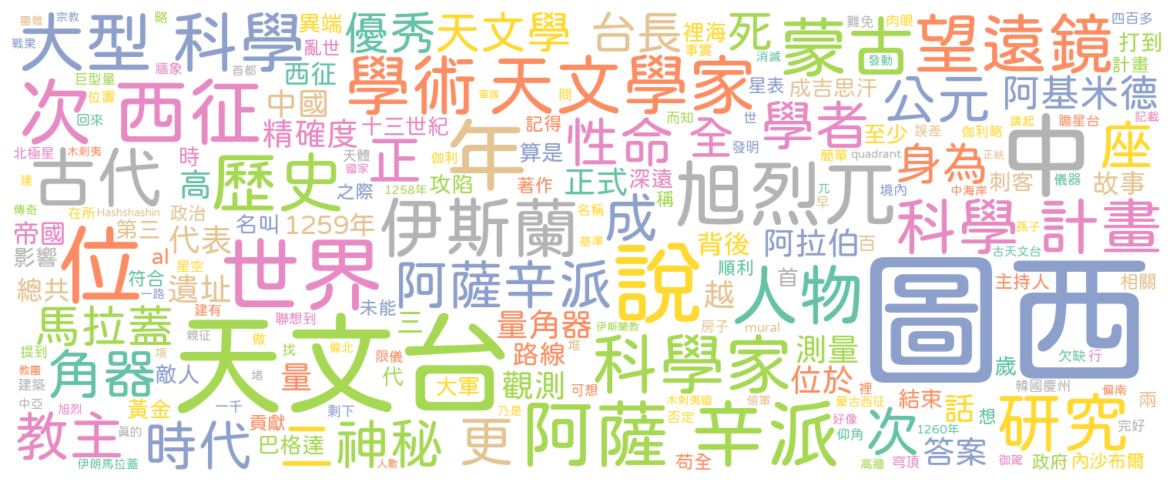 團體 宗教 略 異端 優秀 天文學 台長 裡海 死 蒙古 望遠鏡 難免 肉眼 四百多
戰果 大型 科學 亂世 事實 消滅 發動 打到
巨型量 牆象 首都 西征 學術 天文學家 星表 成吉思汗 公元 計畫
次 西征 位置 中國 軍隊 問 阿基米德
回來 精確度 十三世紀 記得 性命 全 而知 世 學者 至少 誤差 伽利略 講起 瞻星台 記載
北極星 木剌夷 正 伽利 年 算是 發明 簡單 quadrant 身為 正統 中 座
古代 時 天體 國家 建 高 歷史 之際 1258年 攻陷 著作 正式 深遠 稱 兀 早 境內 刺客 中海岸 儀器 故事
傳奇 在所 Hashshashin 政治 名叫 1259年 伊斯蘭 名稱 基準 成 旭烈兀 科學 計畫
帝國 第三 代表 背後 阿拉伯 百 孫子
影響 位 al 星空 世界 古天文台
符合 一路 遺址 未能 阿薩辛派 說 順利 首 人物 主持人 相關 圖西
總共 建有 聯想到 三 越
馬拉蓋 天文台 量角器 伊斯蘭教 房子 mural 歲 欠缺 行
提到 親征 做 偏北 限儀 路線 堆 科學家 測量 韓國慶州 偏南
教團 項 角器 敵人 量 找 代 大軍 觀測 可想 木剌夷國 領軍 位於 裡 結束 話 兩
建築 中亞 眞的 黃金 堵 一千 貢獻 剩下 乃是 否定 蒙古西征 好像 想 研究 完好
教主 旭烈 時代 三 神秘 更 阿薩 辛派 仰角 次 1260年 答案
伊朗馬拉蓋 巴格達 人數 苟全 高牆 穹頂 御駕 政府 內沙布爾